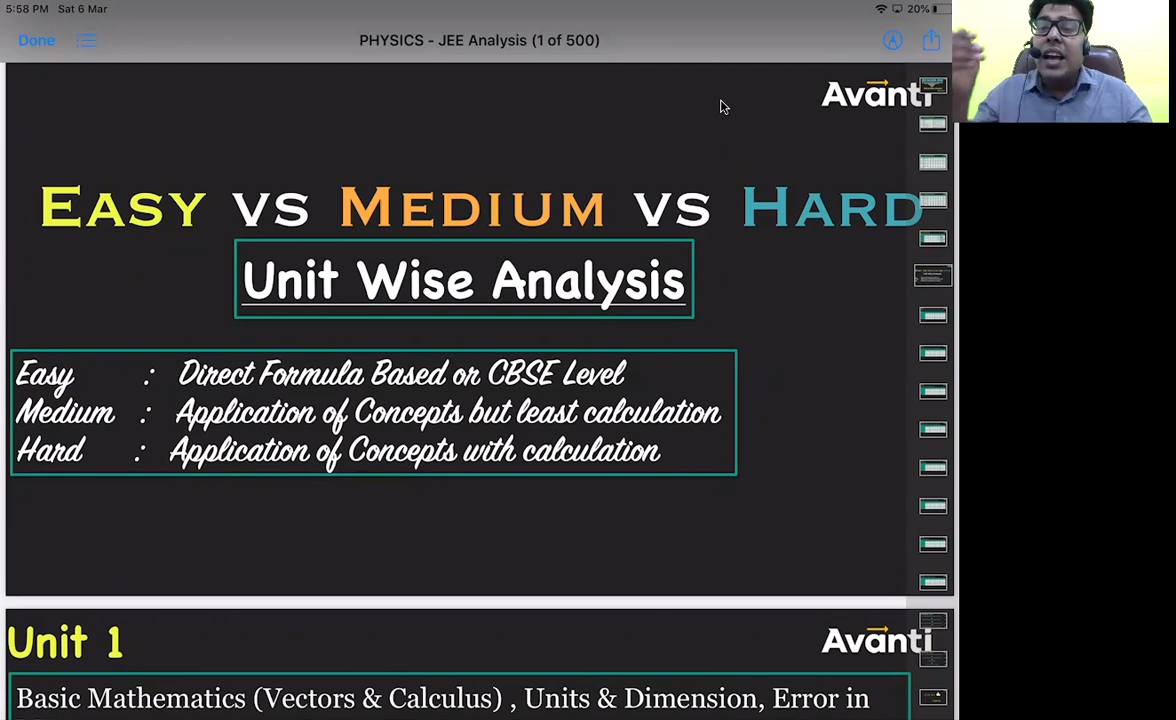 5:58 PM Sat 6 Mar
20%
Done
PHYSICS - JEE Analysis (1 of 500)
Avanti
EASY VS MEDIUM VS HARD
Unit Wise Analysis
Easy : Direct Formula Based or CBSE Level
Medium : Application of Concepts but least calculation
Hard : Application of Concepts with calculation
Unit 1
Avanti
Basic Mathematics (Vectors & Calculus) , Units & Dimension, Error in